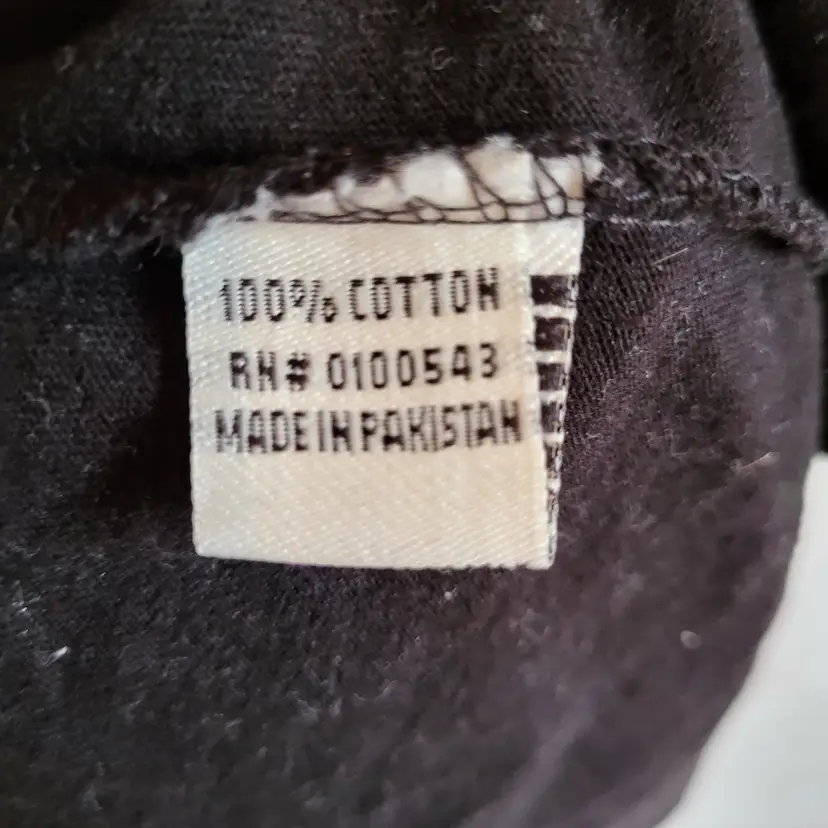 100% COTTON
RN# 0100543
MADE IN PAKISTAN